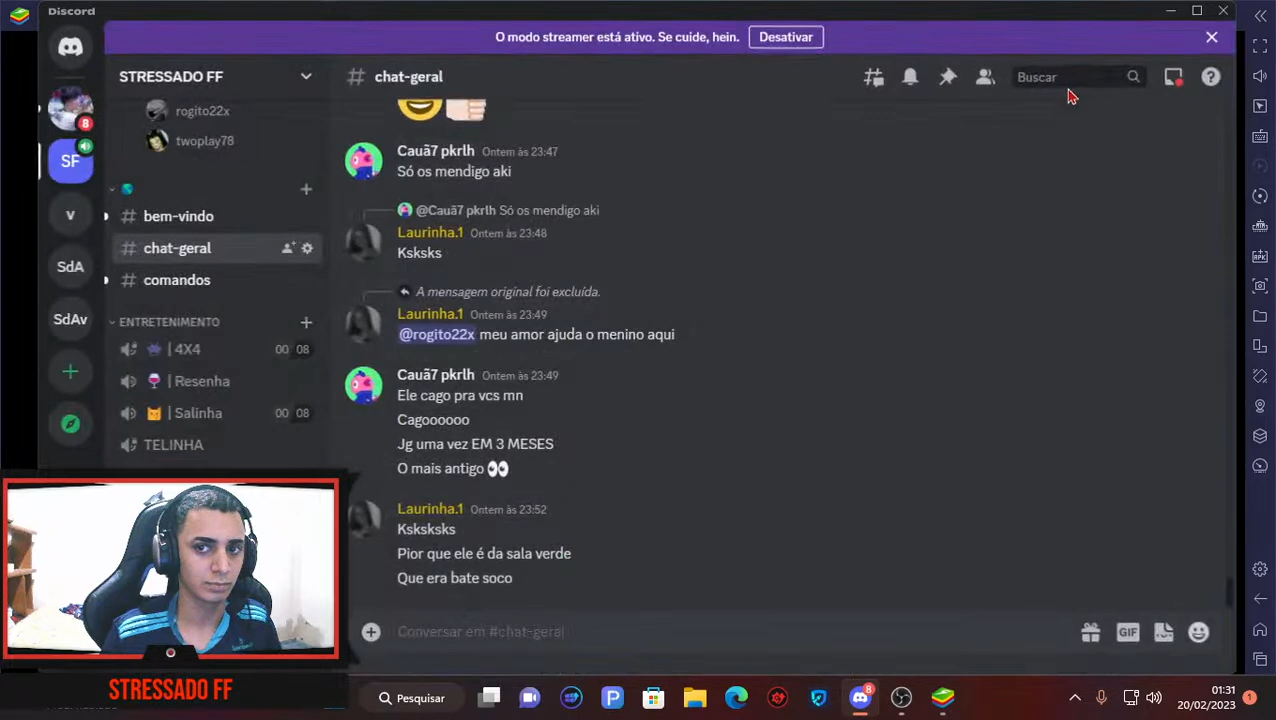 Discord
O modo streamer está ativo. Se cuide, hein. Desativar
STRESSADO FF
chat-geral
Buscar
rogito22x
twoplay78
8
SF
v
SdA
SdAv
bem-vindo
chat-geral
comandos
ENTRETENIMENTO
| 4X4 00 08
| Resenha
| Salinha 00 08
TELINHA
Cauã7 pkrlh Ontem às 23:47
Só os mendigo aki
@Cauã7 pkrlh Só os mendigo aki
Laurinha.1 Ontem às 23:48
Ksksks
A mensagem original foi excluída.
Laurinha.1 Ontem às 23:49
@rogito22x meu amor ajuda o menino aqui
Cauã7 pkrlh Ontem às 23:49
Ele cago pra vcs mn
Cagoooooo
Jg uma vez EM 3 MESES
O mais antigo 👀
Laurinha.1 Ontem às 23:52
Ksksksks
Pior que ele é da sala verde
Que era bate soco
Conversar em #chat-geral
GIF
STRESSADO FF
Pesquisar
8
01:31
20/02/2023
1